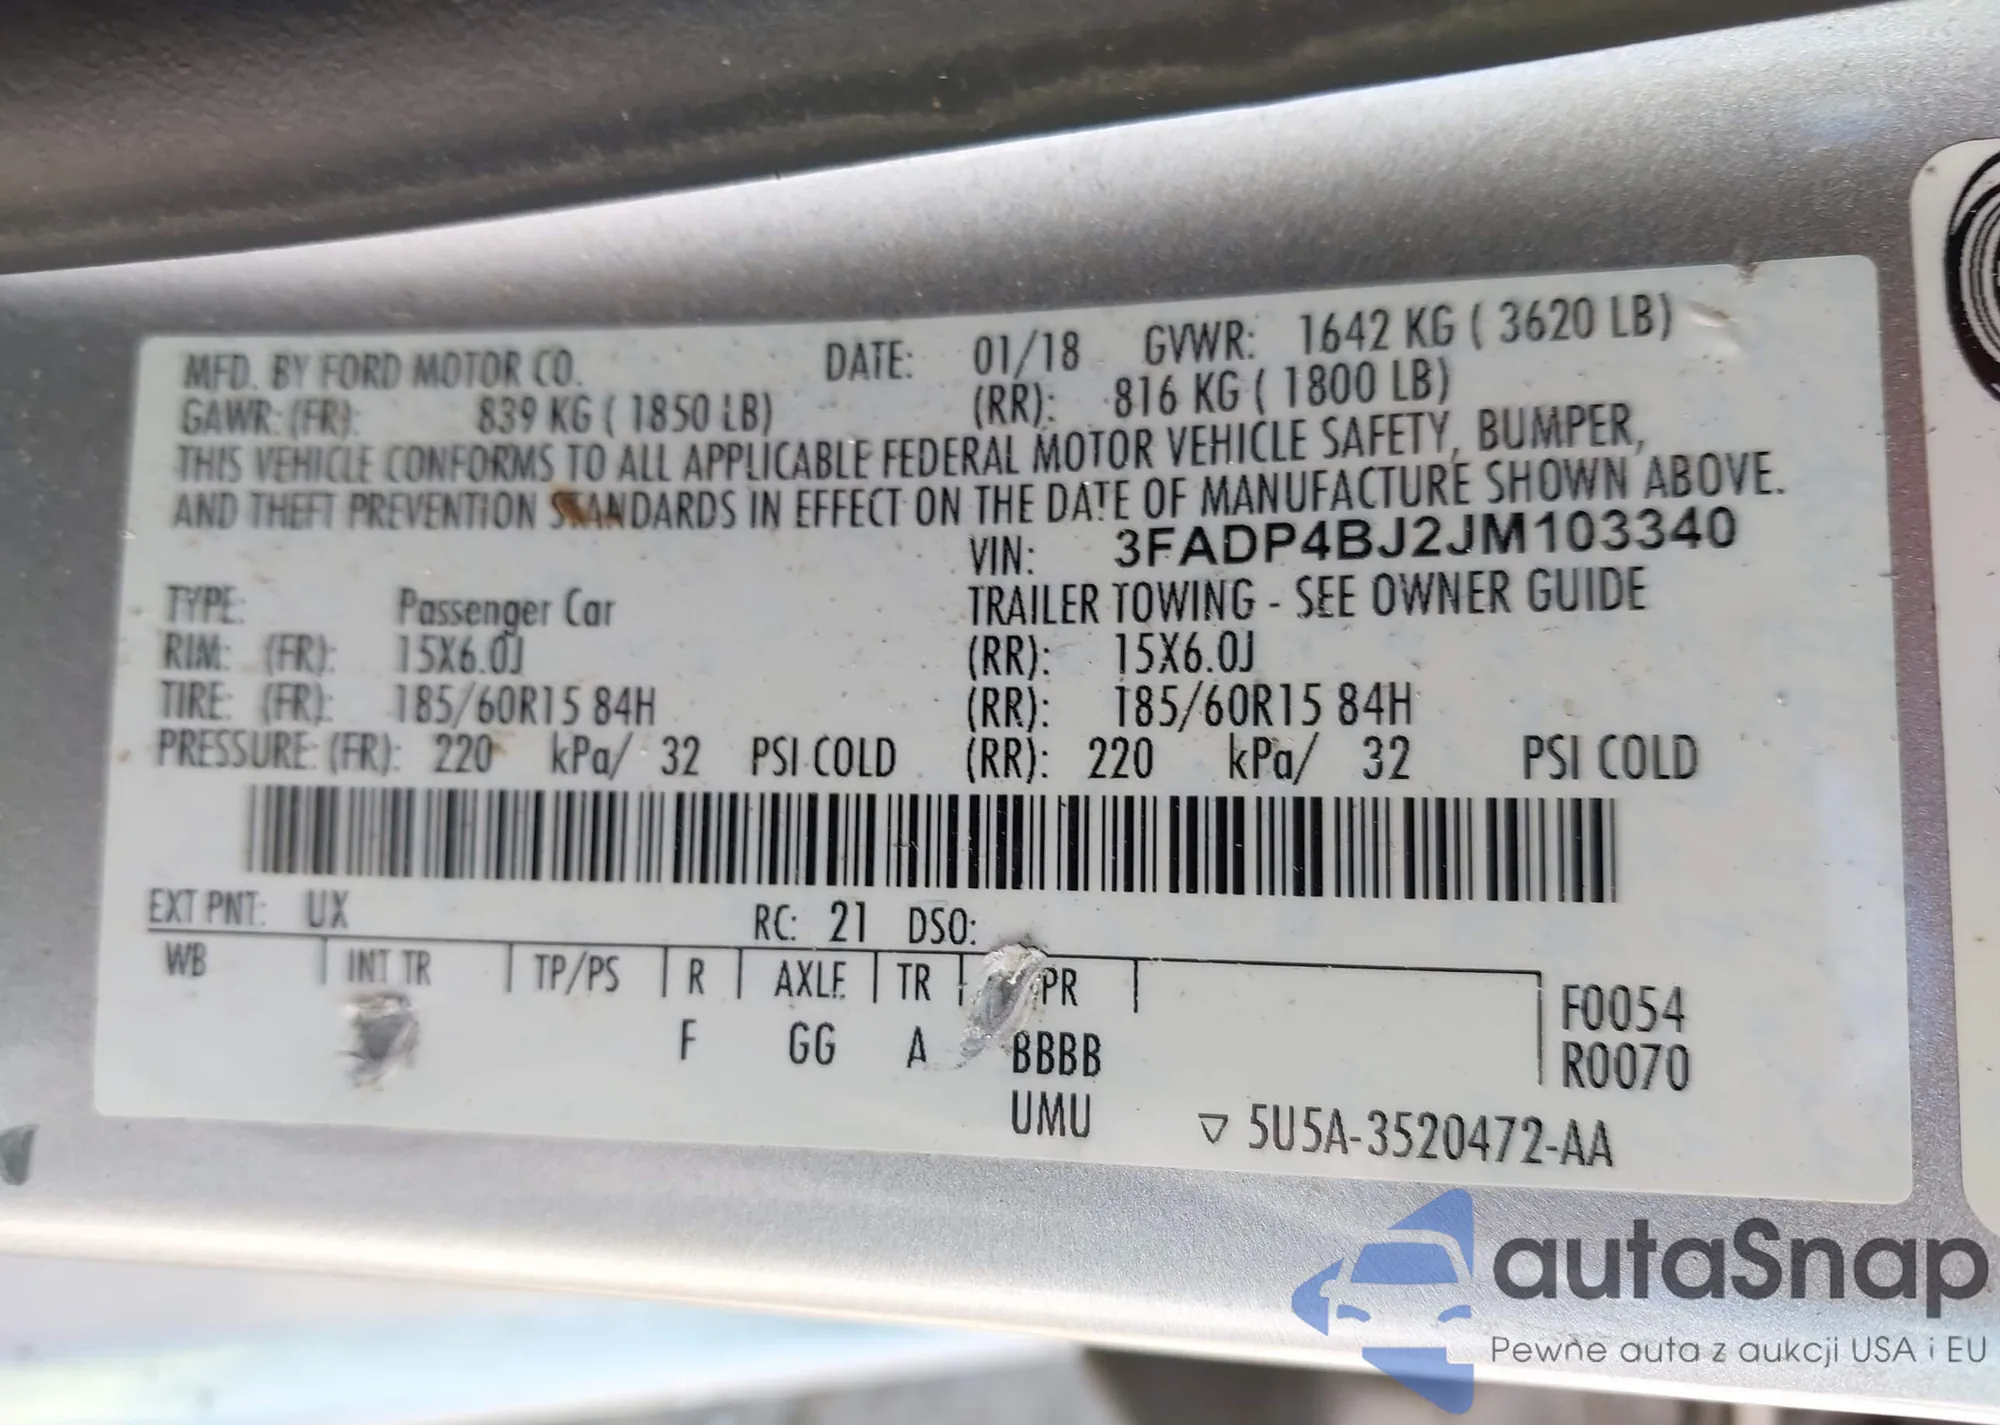 MFD. BY FORD MOTOR CO. DATE: 01/18 GVWR: 1642 KG ( 3620 LB)
GAWR: (FR): 839 KG ( 1850 LB) (RR): 816 KG ( 1800 LB)
THIS VEHICLE CONFORMS TO ALL APPLICABLE FEDERAL MOTOR VEHICLE SAFETY, BUMPER,
AND THEFT PREVENTION STANDARDS IN EFFECT ON THE DATE OF MANUFACTURE SHOWN ABOVE.
VIN: 3FADP4BJ2JM103340
TYPE: Passenger Car TRAILER TOWING - SEE OWNER GUIDE
RIM: (FR): 15X6.0J (RR): 15X6.0J
TIRE: (FR): 185/60R15 84H (RR): 185/60R15 84H
PRESSURE: (FR): 220 kPa/ 32 PSI COLD (RR): 220 kPa/ 32 PSI COLD
EXT PNT: UX RC: 21 DSO:
WB INT TR TP/PS R AXLE TR PR F0054
F GG A BBBB R0070
UMU ▽ 5U5A-3520472-AA
autaSnap
Pewne auta z aukcji USA i EU